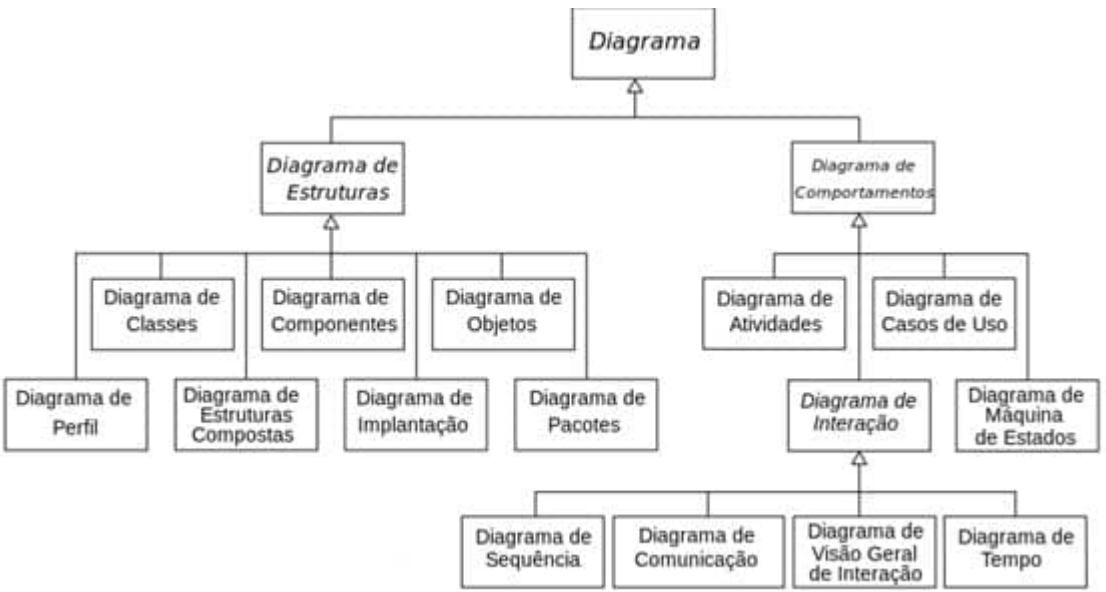 Diagrama
Diagrama de
Estruturas
Diagrama de
Comportamentos
Diagrama de
Classes
Diagrama de
Componentes
Diagrama de
Objetos
Diagrama de
Atividades
Diagrama de
Casos de Uso
Diagrama de
Perfil
Diagrama de
Estruturas
Compostas
Diagrama de
Implantação
Diagrama de
Pacotes
Diagrama de
Interação
Diagrama de
Máquina
de Estados
Diagrama de
Sequência
Diagrama de
Comunicação
Diagrama de
Visão Geral
de Interação
Diagrama de
Tempo